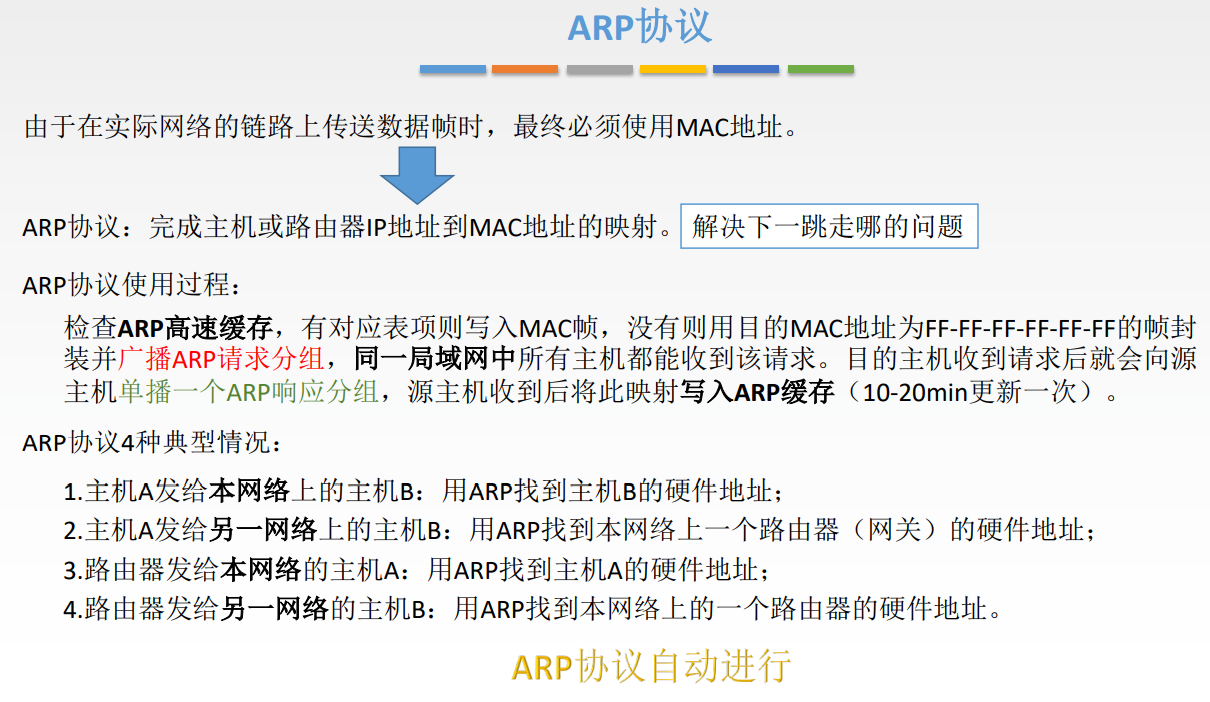 ARP协议
由于在实际网络的链路上传送数据帧时，最终必须使用MAC地址。
ARP协议：完成主机或路由器IP地址到MAC地址的映射。 解决下一跳走哪的问题
ARP协议使用过程：
检查ARP高速缓存，有对应表项则写入MAC帧，没有则用目的MAC地址为FF-FF-FF-FF-FF-FF的帧封
装并广播ARP请求分组，同一局域网中所有主机都能收到该请求。目的主机收到请求后就会向源
主机单播一个ARP响应分组，源主机收到后将此映射写入ARP缓存（10-20min更新一次）。
ARP协议4种典型情况：
1.主机A发给本网络上的主机B：用ARP找到主机B的硬件地址；
2.主机A发给另一网络上的主机B：用ARP找到本网络上一个路由器（网关）的硬件地址；
3.路由器发给本网络的主机A：用ARP找到主机A的硬件地址；
4.路由器发给另一网络的主机B：用ARP找到本网络上的一个路由器的硬件地址。
ARP协议自动进行